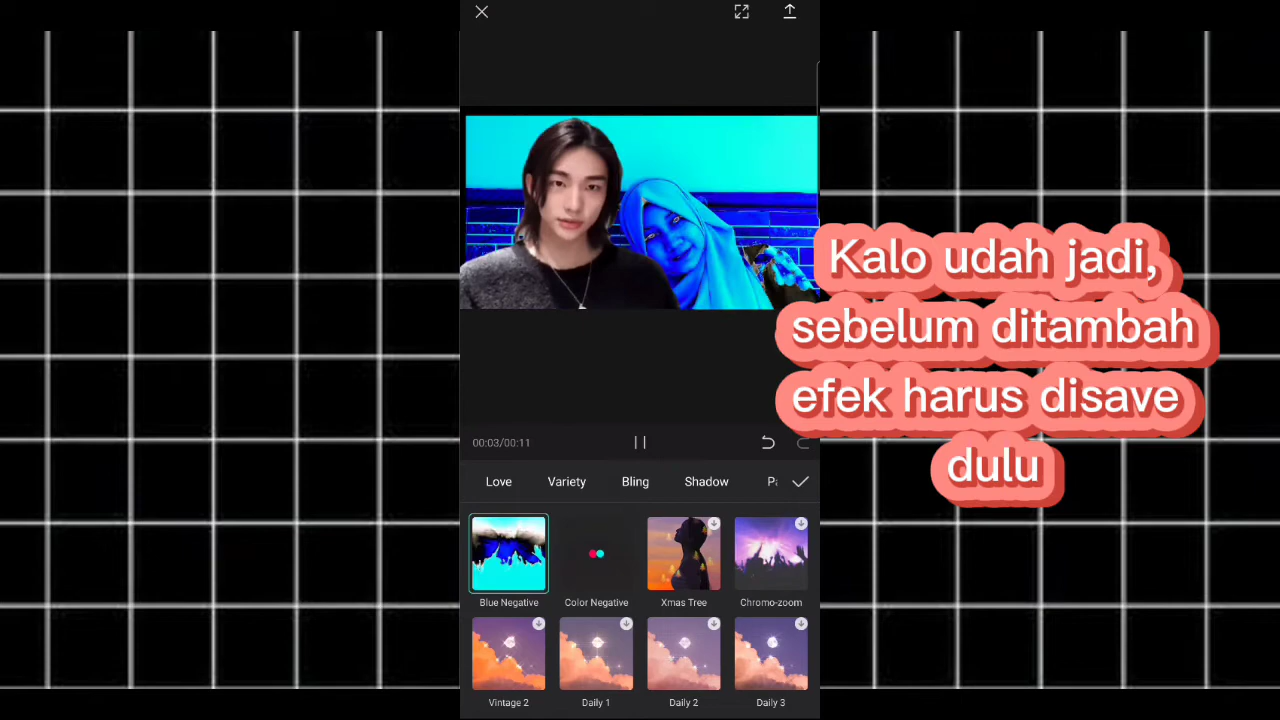 Kalo udah jadi,
sebelum ditambah
efek harus disave
dulu
00:03/00:11
Love Variety Bling Shadow
Blue Negative Color Negative Xmas Tree Chromo-zoom
Vintage 2 Daily 1 Daily 2 Daily 3